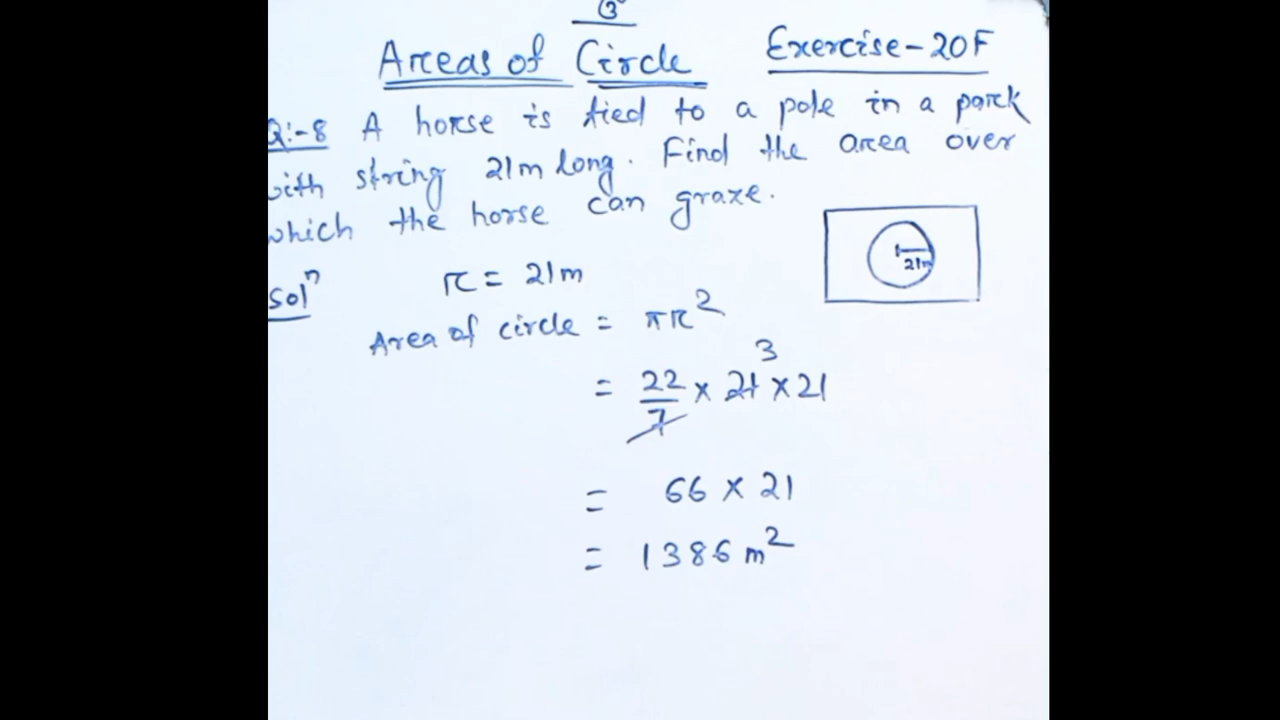 3
Areas of Circle Exercise-20F
Q:-8 A horse is tied to a pole in a park
with string 21m long. Find the area over
which the horse can graze.
21m
Solⁿ r = 21m
Area of circle = πr²
3
= 22/7 × 21 × 21
= 66 × 21
= 1386 m²